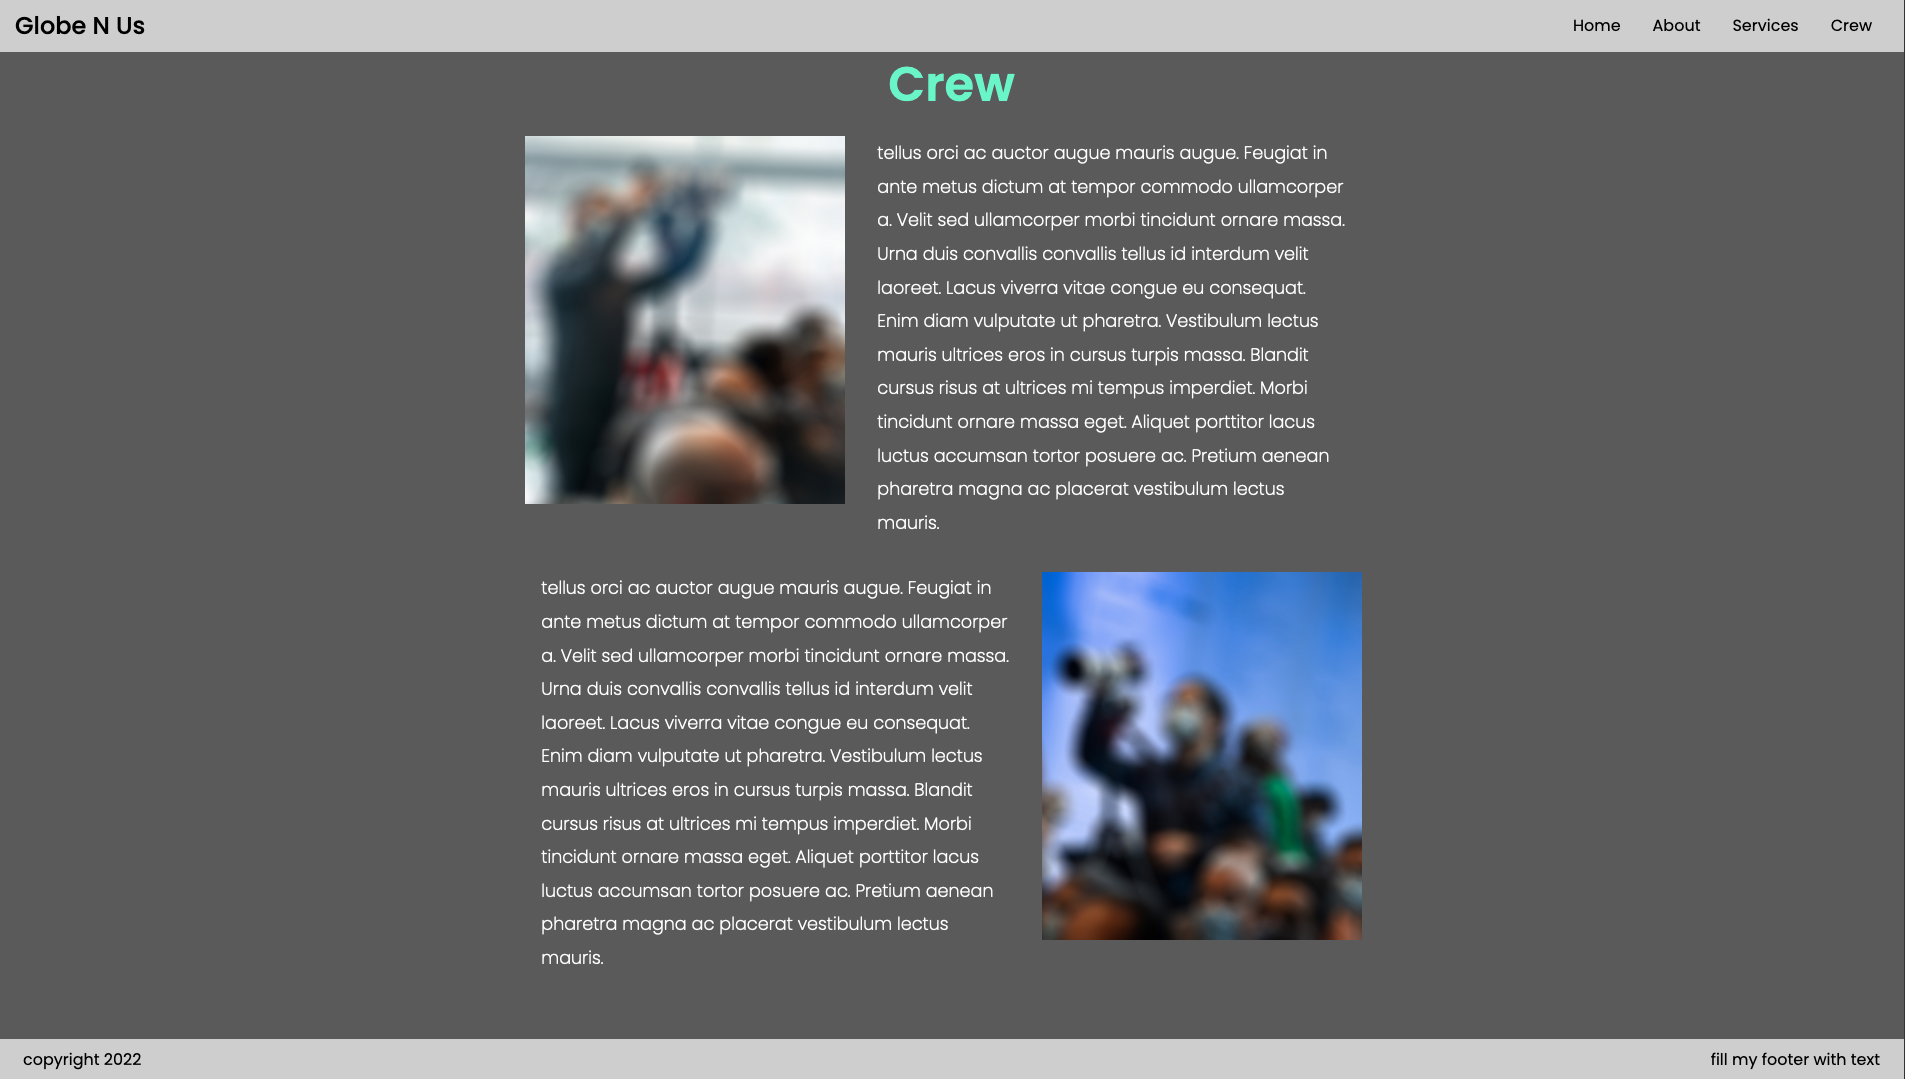 Globe N Us
Home About Services Crew
Crew
tellus orci ac auctor augue mauris augue. Feugiat in
ante metus dictum at tempor commodo ullamcorper
a. Velit sed ullamcorper morbi tincidunt ornare massa.
Urna duis convallis convallis tellus id interdum velit
laoreet. Lacus viverra vitae congue eu consequat.
Enim diam vulputate ut pharetra. Vestibulum lectus
mauris ultrices eros in cursus turpis massa. Blandit
cursus risus at ultrices mi tempus imperdiet. Morbi
tincidunt ornare massa eget. Aliquet porttitor lacus
luctus accumsan tortor posuere ac. Pretium aenean
pharetra magna ac placerat vestibulum lectus
mauris.
tellus orci ac auctor augue mauris augue. Feugiat in
ante metus dictum at tempor commodo ullamcorper
a. Velit sed ullamcorper morbi tincidunt ornare massa.
Urna duis convallis convallis tellus id interdum velit
laoreet. Lacus viverra vitae congue eu consequat.
Enim diam vulputate ut pharetra. Vestibulum lectus
mauris ultrices eros in cursus turpis massa. Blandit
cursus risus at ultrices mi tempus imperdiet. Morbi
tincidunt ornare massa eget. Aliquet porttitor lacus
luctus accumsan tortor posuere ac. Pretium aenean
pharetra magna ac placerat vestibulum lectus
mauris.
copyright 2022
fill my footer with text